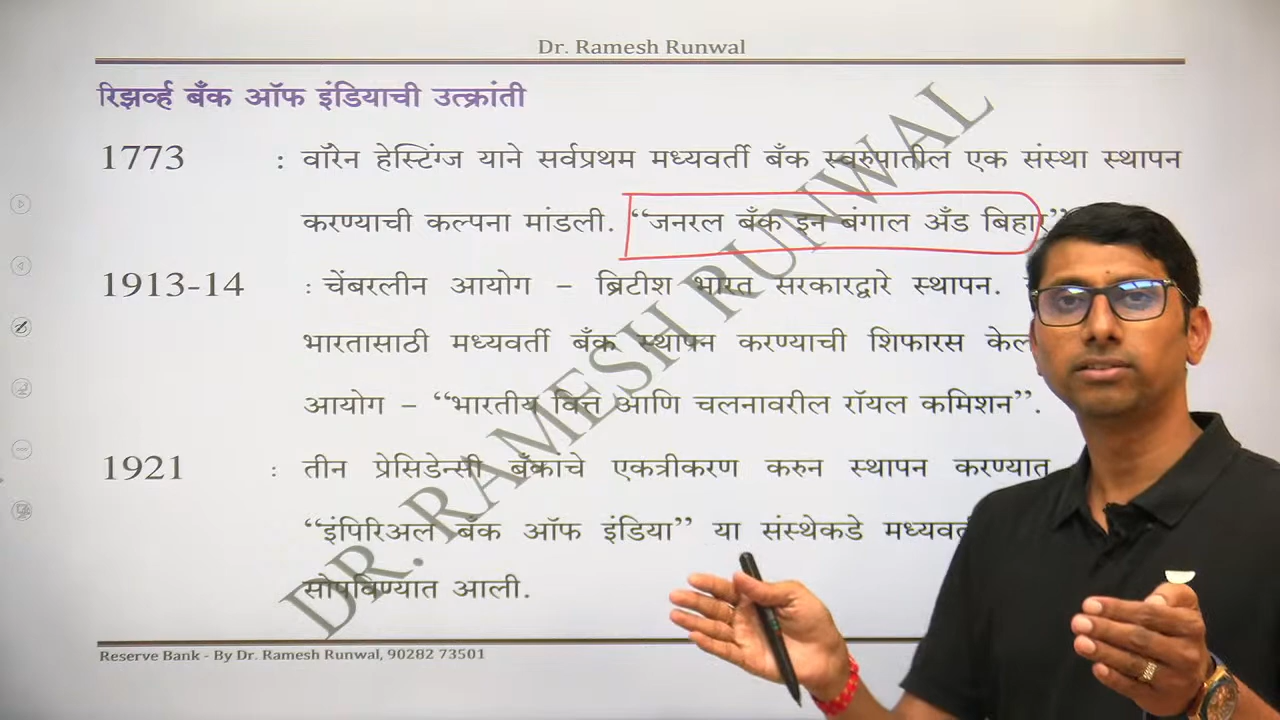 Dr. Ramesh Runwal
रिझर्व्ह बँक ऑफ इंडियाची उत्क्रांती
1773 : वॉरेन हेस्टिंग्ज याने सर्वप्रथम मध्यवर्ती बँक स्वरुपातील एक संस्था स्थापन
करण्याची कल्पना मांडली. “जनरल बँक इन बंगाल अँड बिहार”
1913-14 : चेंबरलीन आयोग – ब्रिटीश भारत सरकारद्वारे स्थापन.
भारतासाठी मध्यवर्ती बँक स्थापन करण्याची शिफारस
आयोग – “भारतीय वित्त आणि चलनावरील रॉयल कमिशन”.
1921 : तीन प्रेसिडेन्सी बँकाचे एकत्रीकरण करुन स्थापन करण्यात
“इंपिरिअल बँक ऑफ इंडिया” या संस्थेकडे
सोपविण्यात आली.
DR. RAMESH RUNWAL
Reserve Bank - By Dr. Ramesh Runwal, 90282 73501